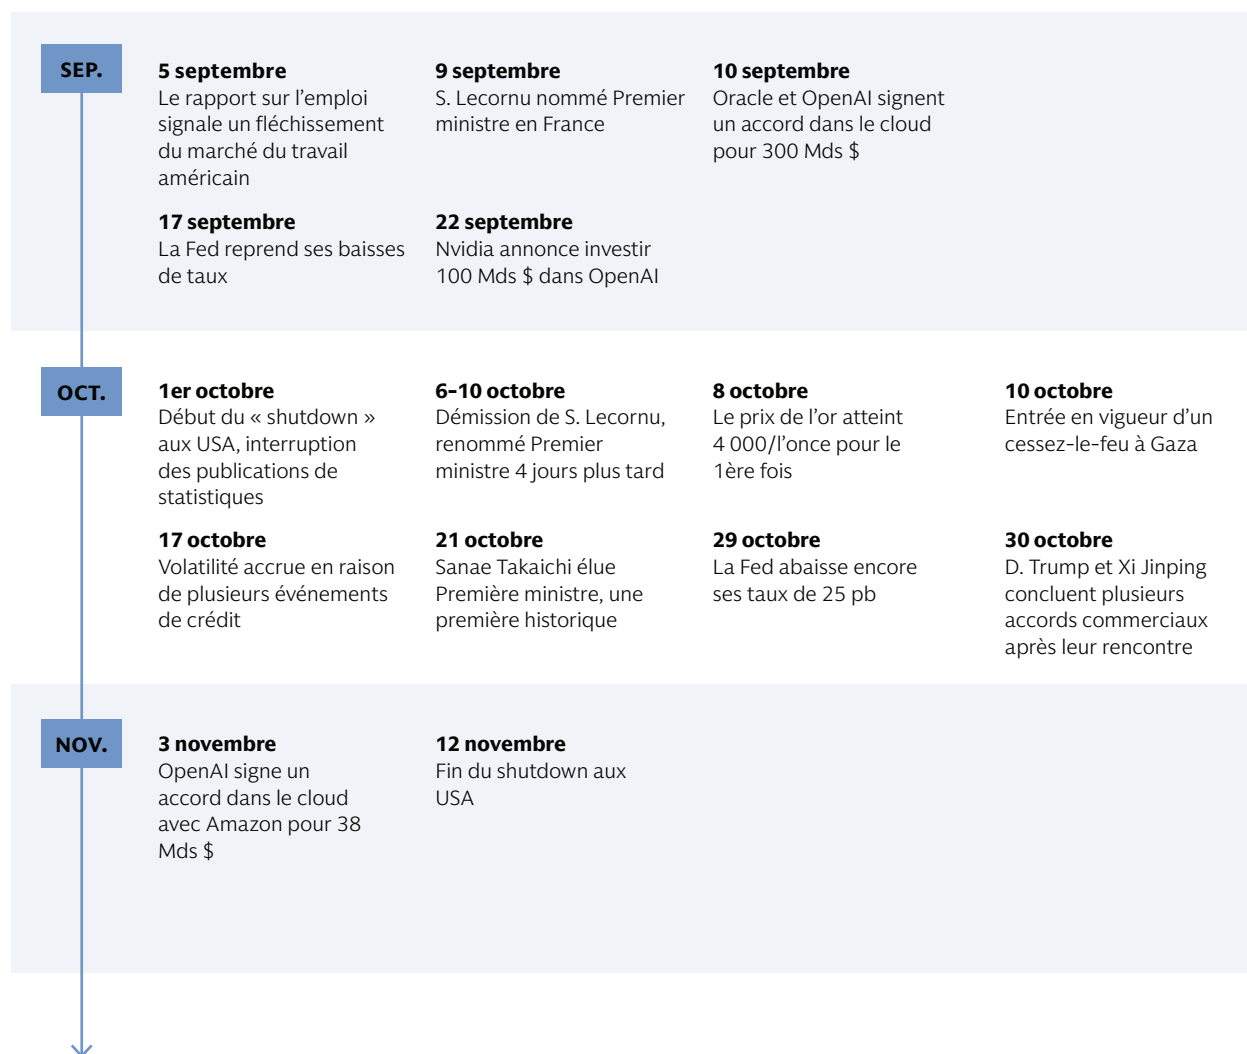 SEP.
5 septembre
Le rapport sur l’emploi
signale un fléchissement
du marché du travail
américain
9 septembre
S. Lecornu nommé Premier
ministre en France
10 septembre
Oracle et OpenAI signent
un accord dans le cloud
pour 300 Mds $
17 septembre
La Fed reprend ses baisses
de taux
22 septembre
Nvidia annonce investir
100 Mds $ dans OpenAI
OCT.
1er octobre
Début du « shutdown »
aux USA, interruption
des publications de
statistiques
6-10 octobre
Démission de S. Lecornu,
renommé Premier
ministre 4 jours plus tard
8 octobre
Le prix de l’or atteint
4 000/l’once pour le
1ère fois
10 octobre
Entrée en vigueur d’un
cessez-le-feu à Gaza
17 octobre
Volatilité accrue en raison
de plusieurs événements
de crédit
21 octobre
Sanae Takaichi élue
Première ministre, une
première historique
29 octobre
La Fed abaisse encore
ses taux de 25 pb
30 octobre
D. Trump et Xi Jinping
concluent plusieurs
accords commerciaux
après leur rencontre
NOV.
3 novembre
OpenAI signe un
accord dans le cloud
avec Amazon pour 38
Mds $
12 novembre
Fin du shutdown aux
USA